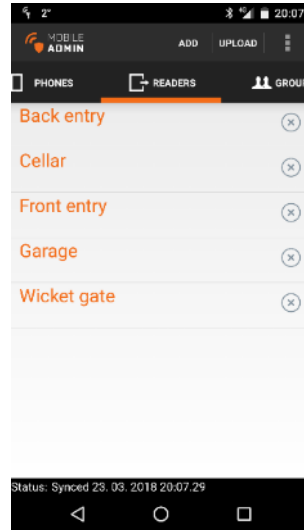 2° 4G 20:07
MOBILE
ADMIN
ADD UPLOAD
PHONES READERS GROU
Back entry
Cellar
Front entry
Garage
Wicket gate
Status: Synced 23. 03. 2018 20:07.29